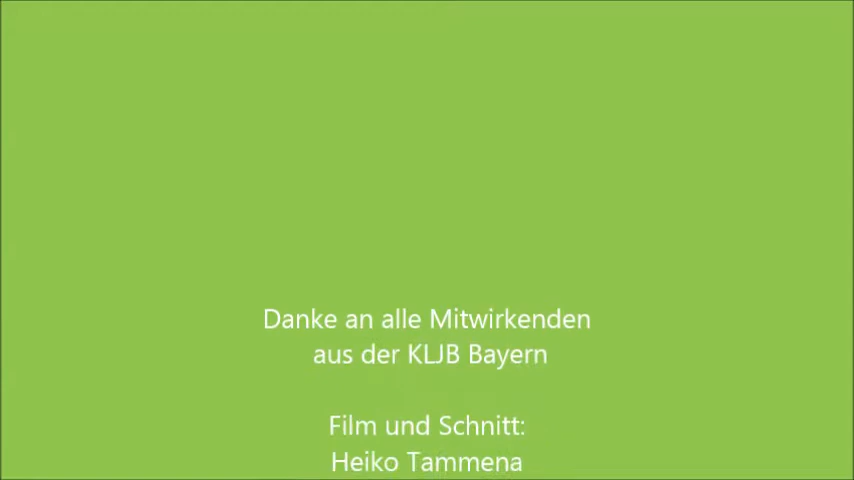 Danke an alle Mitwirkenden
aus der KLJB Bayern
Film und Schnitt:
Heiko Tammena